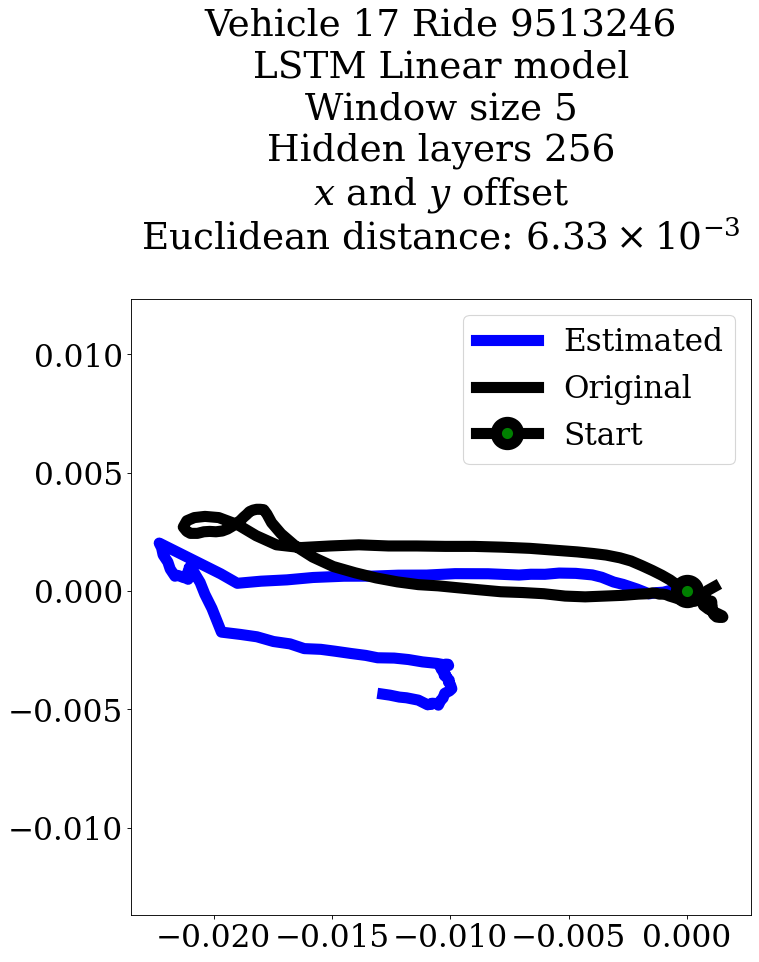 Vehicle 17 Ride 9513246
LSTM Linear model
Window size 5
Hidden layers 256
x and y offset
Euclidean distance: 6.33 × 10⁻³
Estimated
Original
Start
0.010
0.005
0.000
−0.005
−0.010
−0.020 −0.015 −0.010 −0.005 0.000